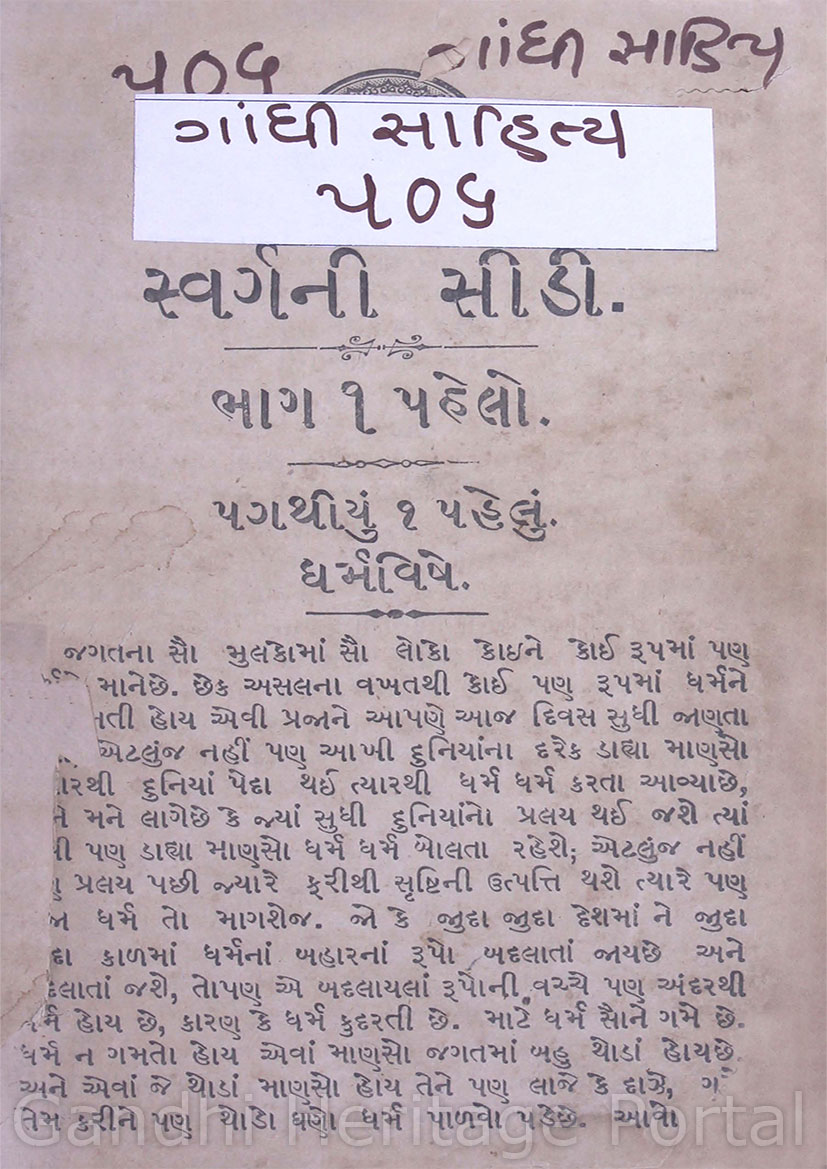 ૫૦૬ ગાંધી સાહિત્ય
ગાંધી સાહિત્ય
૫૦૬
સ્વર્ગની સીડી.
ભાગ ૧ પહેલો.
પગથીયું ૧ પહેલું.
ધર્મવિષે.
જગતના સૌ મુલકોમાં સૌ લોકો કોઇને કોઈ રૂપમાં પણ
માનેછે. છેક અસલના વખતથી કોઈ પણ રૂપમાં ધર્મને
હોય એવી પ્રજાને આપણે આજ દિવસ સુધી જાણતા
એટલુંજ નહીં પણ આખી દુનિયાંના દરેક ડાહ્યા માણસો
દુનિયાં પેદા થઈ ત્યારથી ધર્મ ધર્મ કરતા આવ્યાછે,
મને લાગેછે કે જ્યાં સુધી દુનિયાંનો પ્રલય થઈ જશે ત્યાં
પણ ડાહ્યા માણસો ધર્મ ધર્મ બોલતા રહેશે; એટલુંજ નહીં
પ્રલય પછી જ્યારે ફરીથી સૃષ્ટિની ઉત્પત્તિ થશે ત્યારે પણ
ધર્મ તો માગશેજ. જો કે જુદા જુદા દેશમાં ને જુદા
કાળમાં ધર્મનાં બહારનાં રૂપો બદલાતાં જાયછે અને
જશે, તોપણ એ બદલાયલાં રૂપોની વચ્ચે પણ અંદરથી
ધર્મ હોય છે, કારણ કે ધર્મ કુદરતી છે. માટે ધર્મ સૌને ગમે છે.
ધર્મ ન ગમતો હોય એવાં માણસો જગતમાં બહુ થોડાં હોયછે.
અને એવાં જે થોડાં માણસો હોય તેને પણ લાજે કે દાઝે,
તેમ કરીને પણ થોડો ઘણો ધર્મ પાળવો પડેછે. આવો
Gandhi Heritage Portal